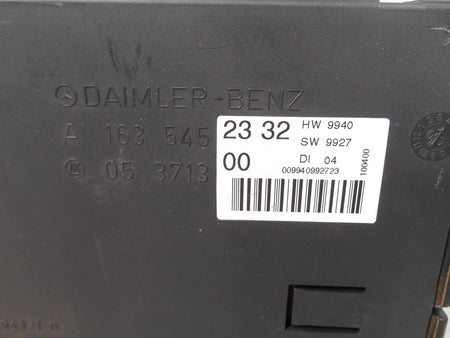 DAIMLER-BENZ
A 163 545 23 32
05 3713 00
HW 9940
SW 9927
DI 04
009940992723
100400